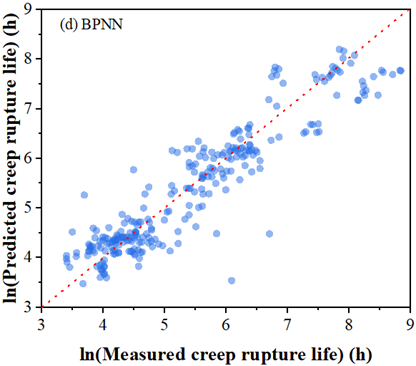 (d) BPNN
ln(Predicted creep rupture life) (h)
9
8
7
6
5
4
3
3 4 5 6 7 8 9
ln(Measured creep rupture life) (h)